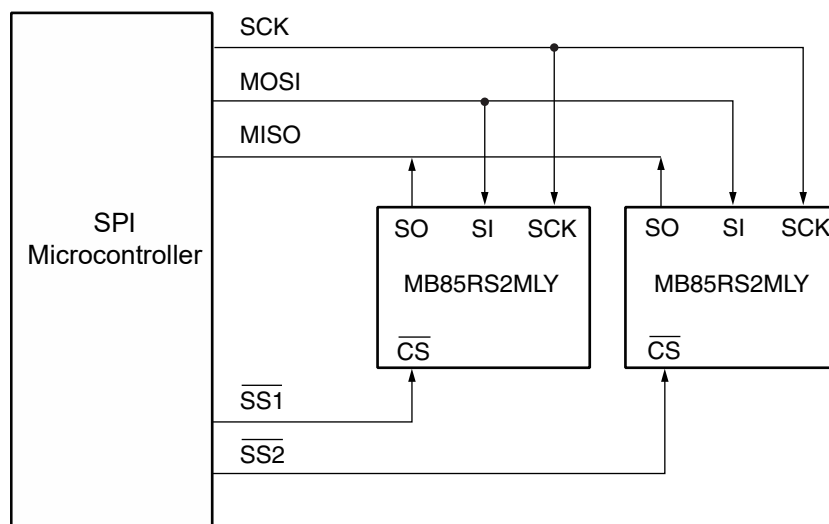 SCK
MOSI
MISO
SPI
Microcontroller
SO SI SCK
MB85RS2MLY
CS
SO SI SCK
MB85RS2MLY
CS
SS1
SS2